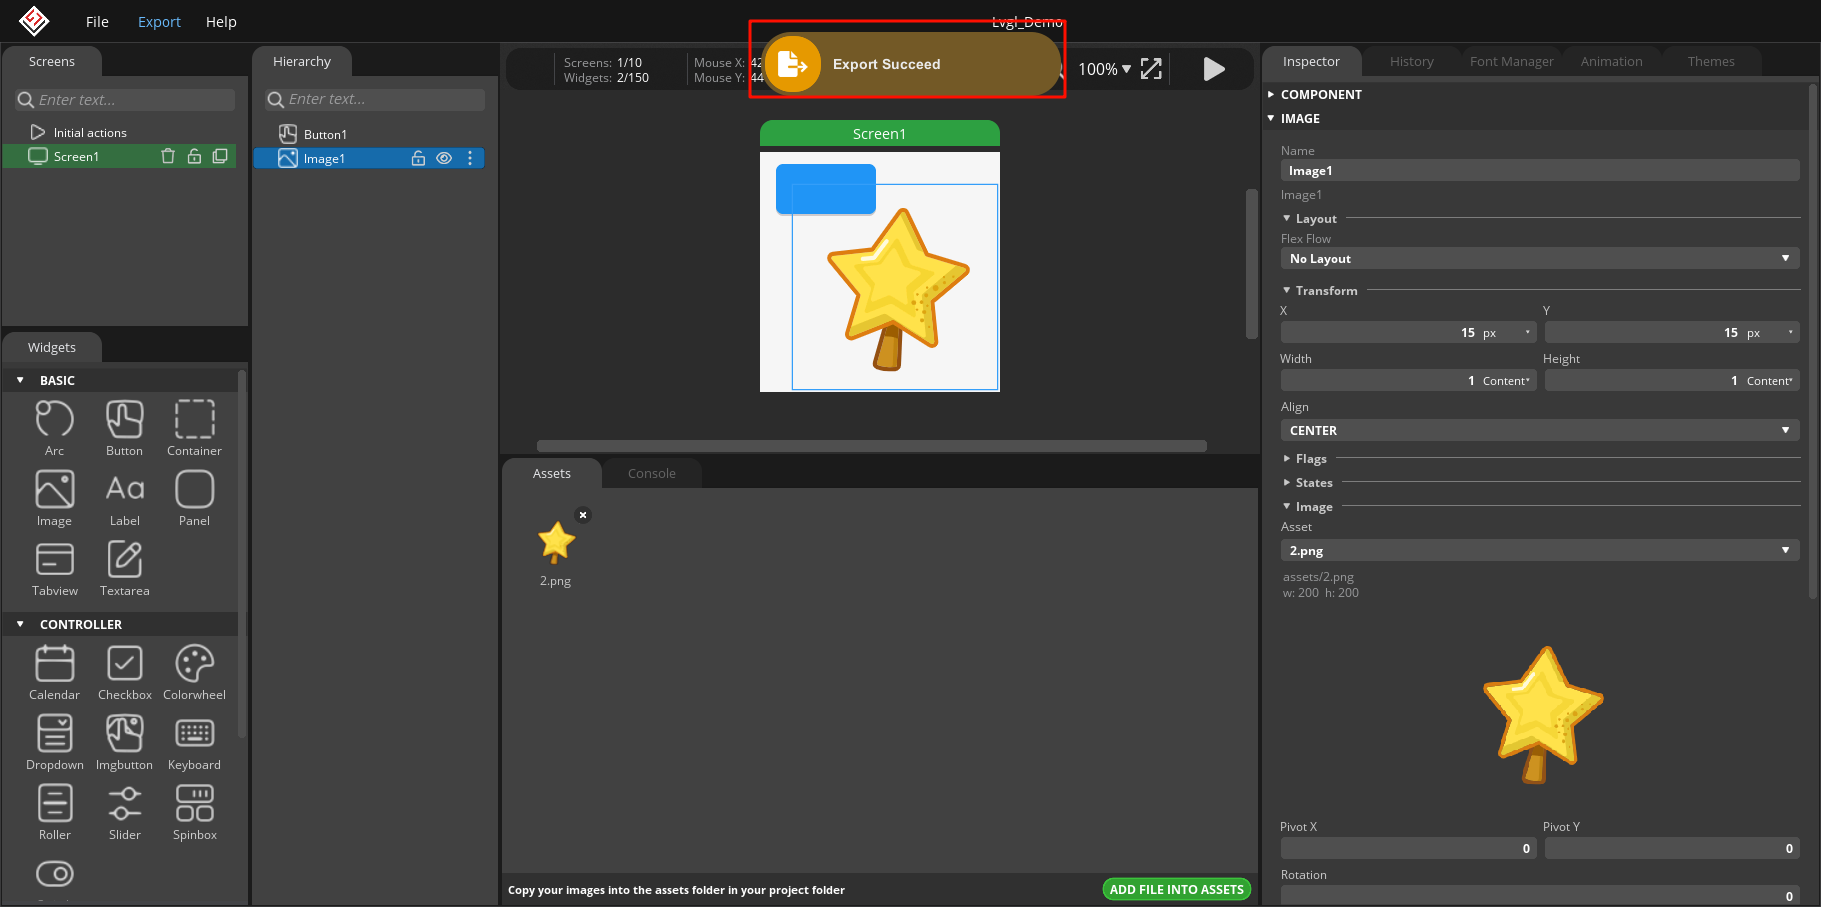 File Export Help
Lvgl_Demo
Export Succeed
Screens
Enter text...
Initial actions
Screen1
Hierarchy
Enter text...
Button1
Image1
Screens: 1/10
Widgets: 2/150
Mouse X: 42
Mouse Y: 44
100%
Screen1
Widgets
BASIC
Arc Button Container
Image Label Panel
Tabview Textarea
CONTROLLER
Calendar Checkbox Colorwheel
Dropdown Imgbutton Keyboard
Roller Slider Spinbox
Assets Console
2.png
Copy your images into the assets folder in your project folder
ADD FILE INTO ASSETS
Inspector History Font Manager Animation Themes
COMPONENT
IMAGE
Name
Image1
Image1
Layout
Flex Flow
No Layout
Transform
X Y
15 px 15 px
Width Height
1 Content 1 Content
Align
CENTER
Flags
States
Image
Asset
2.png
assets/2.png
w: 200 h: 200
Pivot X Pivot Y
0 0
Rotation
0